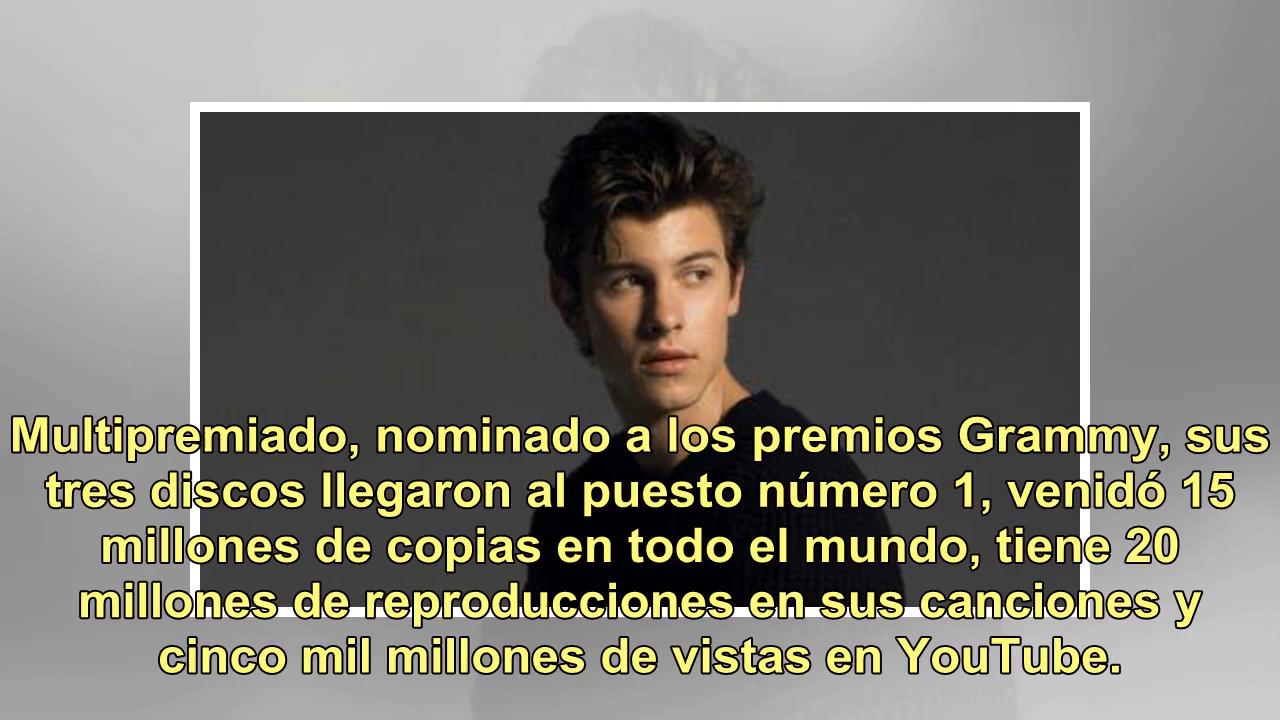 Multipremiado, nominado a los premios Grammy, sus
tres discos llegaron al puesto número 1, venidó 15
millones de copias en todo el mundo, tiene 20
millones de reproducciones en sus canciones y
cinco mil millones de vistas en YouTube.